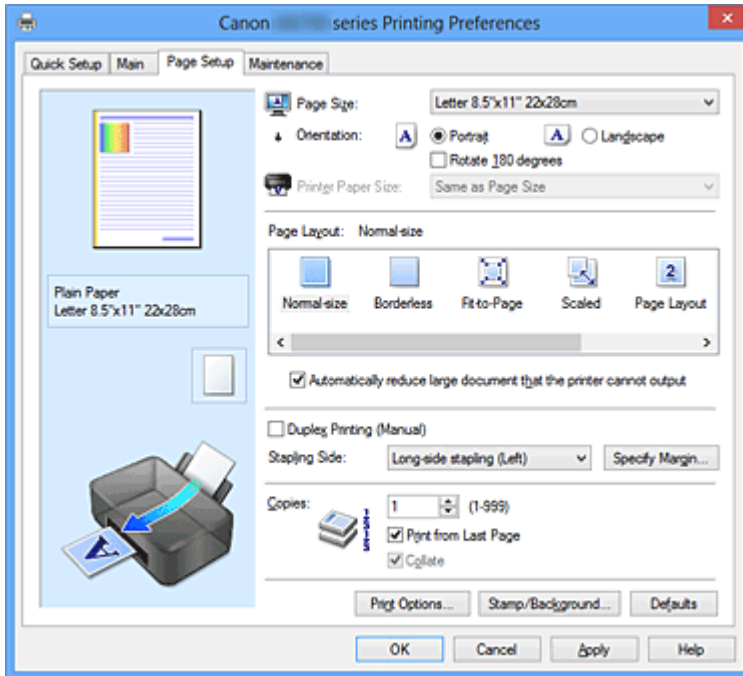 Canon series Printing Preferences
Quick Setup Main Page Setup Maintenance
Page Size: Letter 8.5"x11" 22x28cm
Orientation: A Portrait A Landscape
Rotate 180 degrees
Printer Paper Size: Same as Page Size
Page Layout: Normal-size
2
Normal-size Borderless Fit-to-Page Scaled Page Layout
Plain Paper
Letter 8.5"x11" 22x28cm
Automatically reduce large document that the printer cannot output
Duplex Printing (Manual)
Stapling Side: Long-side stapling (Left) Specify Margin...
Copies: 1 (1-999)
Print from Last Page
Collate
A
Print Options... Stamp/Background... Defaults
OK Cancel Apply Help